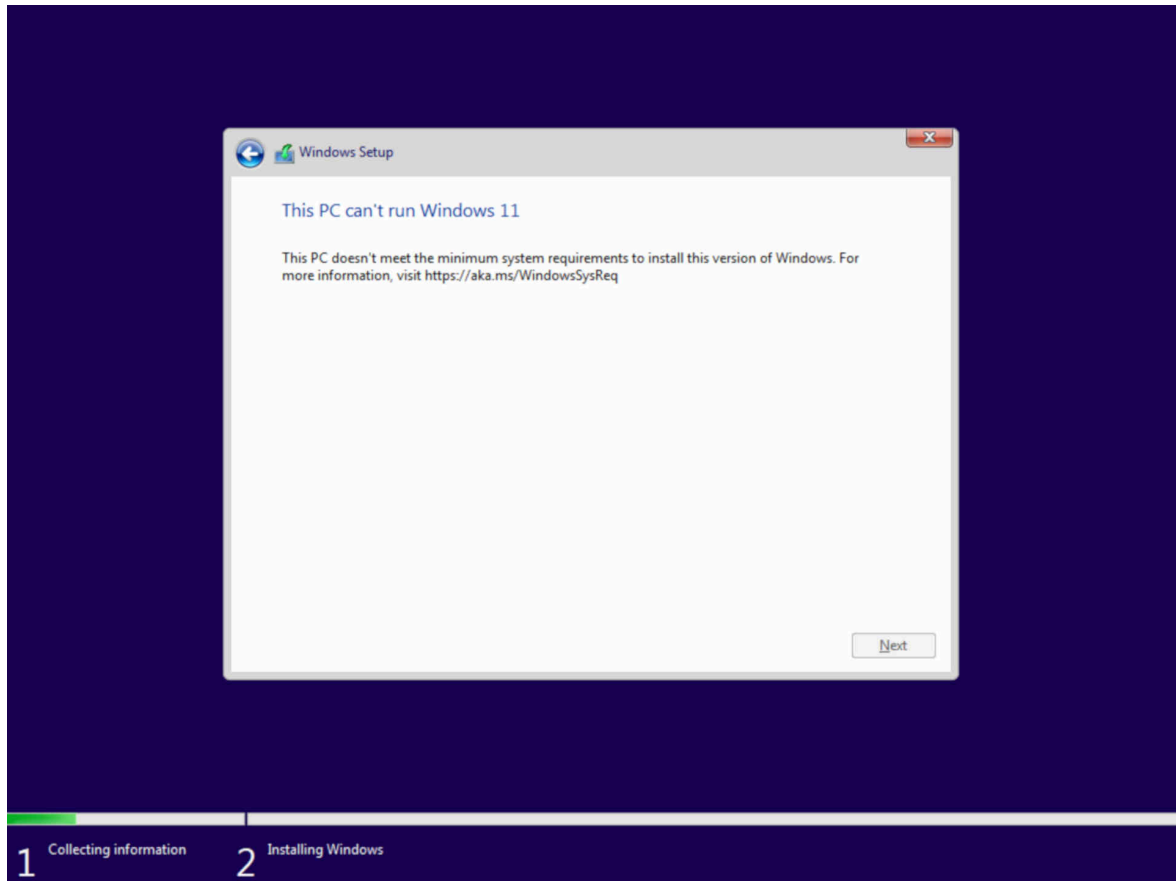 Windows Setup
This PC can't run Windows 11
This PC doesn't meet the minimum system requirements to install this version of Windows. For
more information, visit https://aka.ms/WindowsSysReq
Next
1 Collecting information
2 Installing Windows